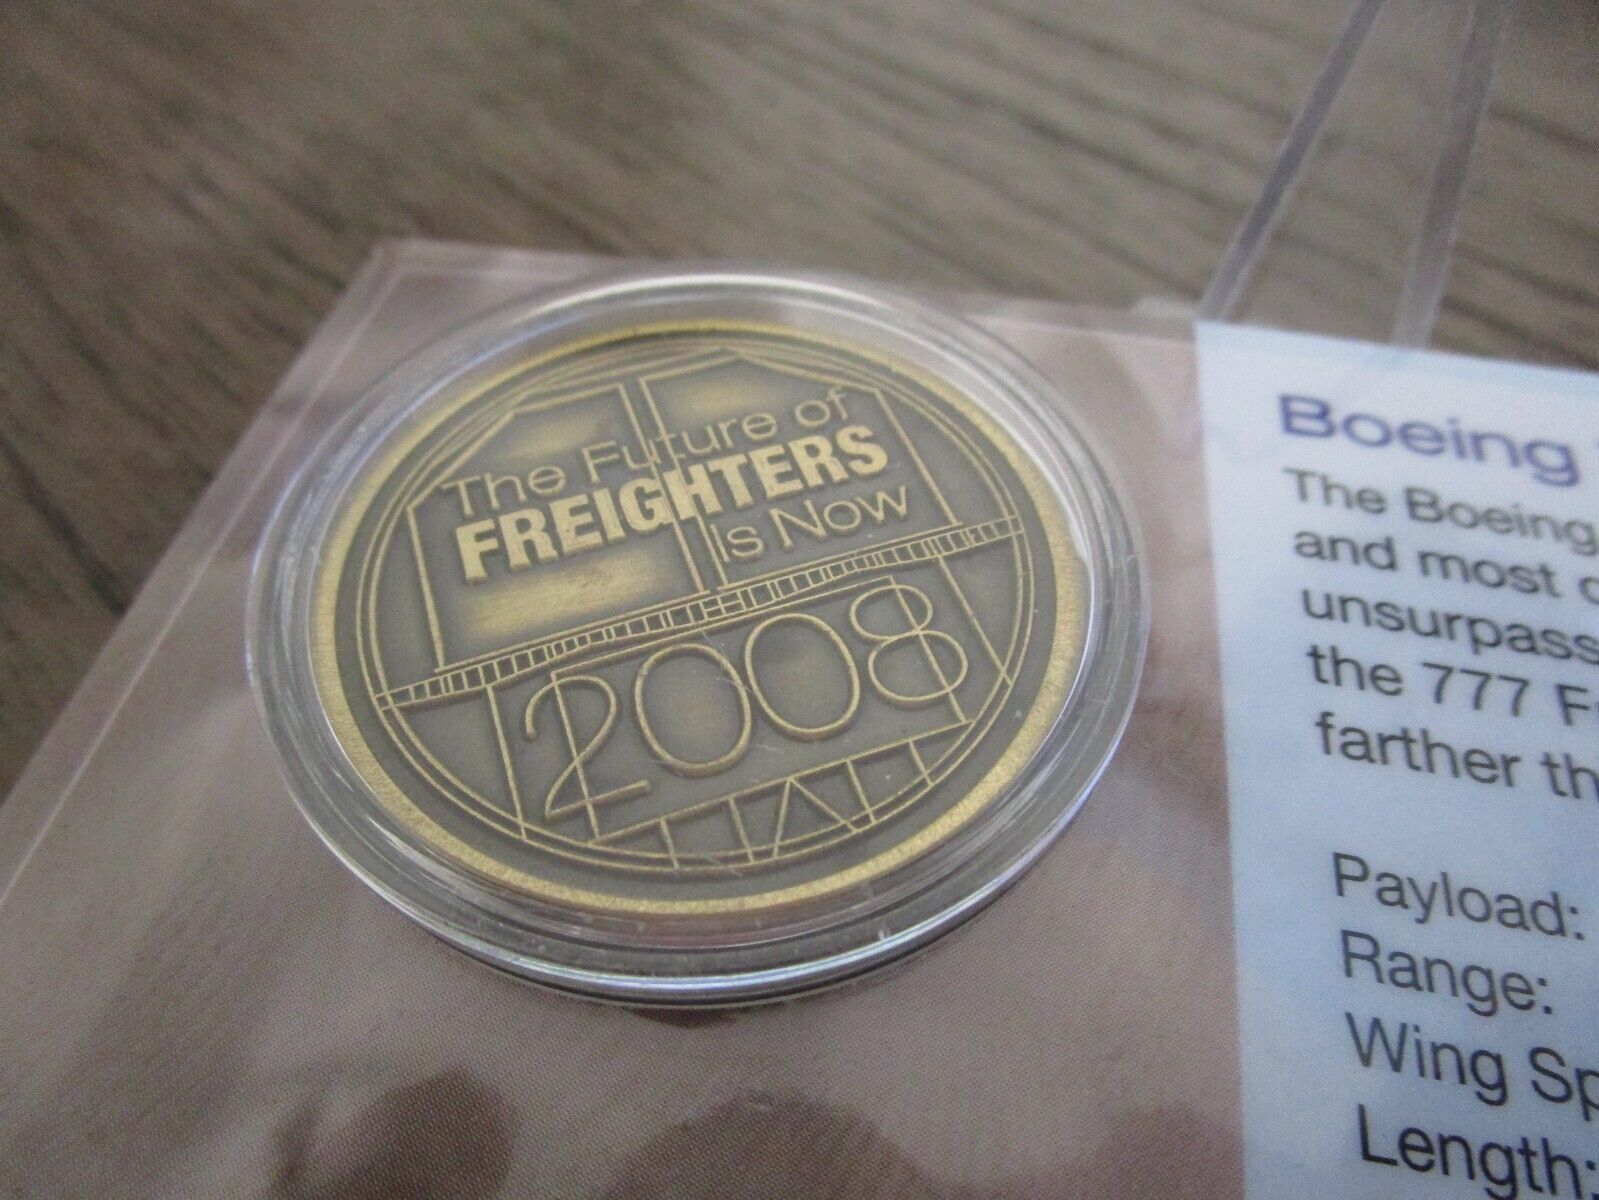 The Future of
FREIGHTERS
Is Now
2008
Boeing
The Boeing
and most
unsurpass
the 777 F
farther th
Payload:
Range:
Wing Sp
Length: